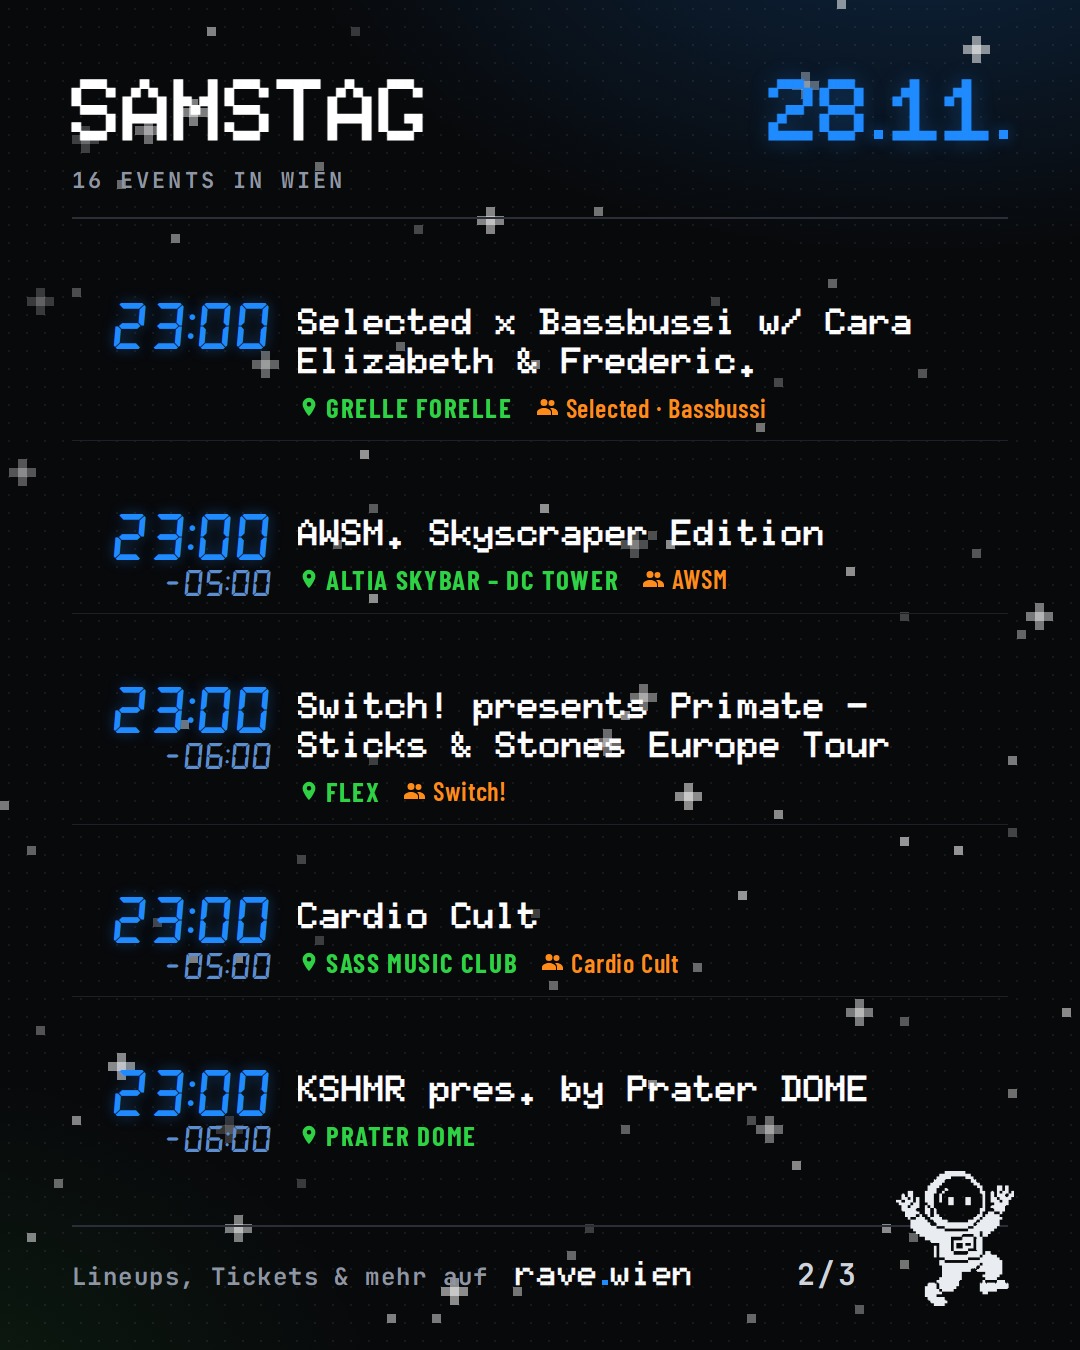 SAMSTAG 28.11.
16 EVENTS IN WIEN
23:00 Selected x Bassbussi w/ Cara
Elizabeth & Frederic.
GRELLE FORELLE Selected · Bassbussi
23:00 AWSM. Skyscraper Edition
-05:00 ALTIA SKYBAR - DC TOWER AWSM
23:00 Switch! presents Primate -
-06:00 Sticks & Stones Europe Tour
FLEX Switch!
23:00 Cardio Cult
-05:00 SASS MUSIC CLUB Cardio Cult
23:00 KSHMR pres. by Prater DOME
-06:00 PRATER DOME
Lineups, Tickets & mehr auf rave.wien 2/3